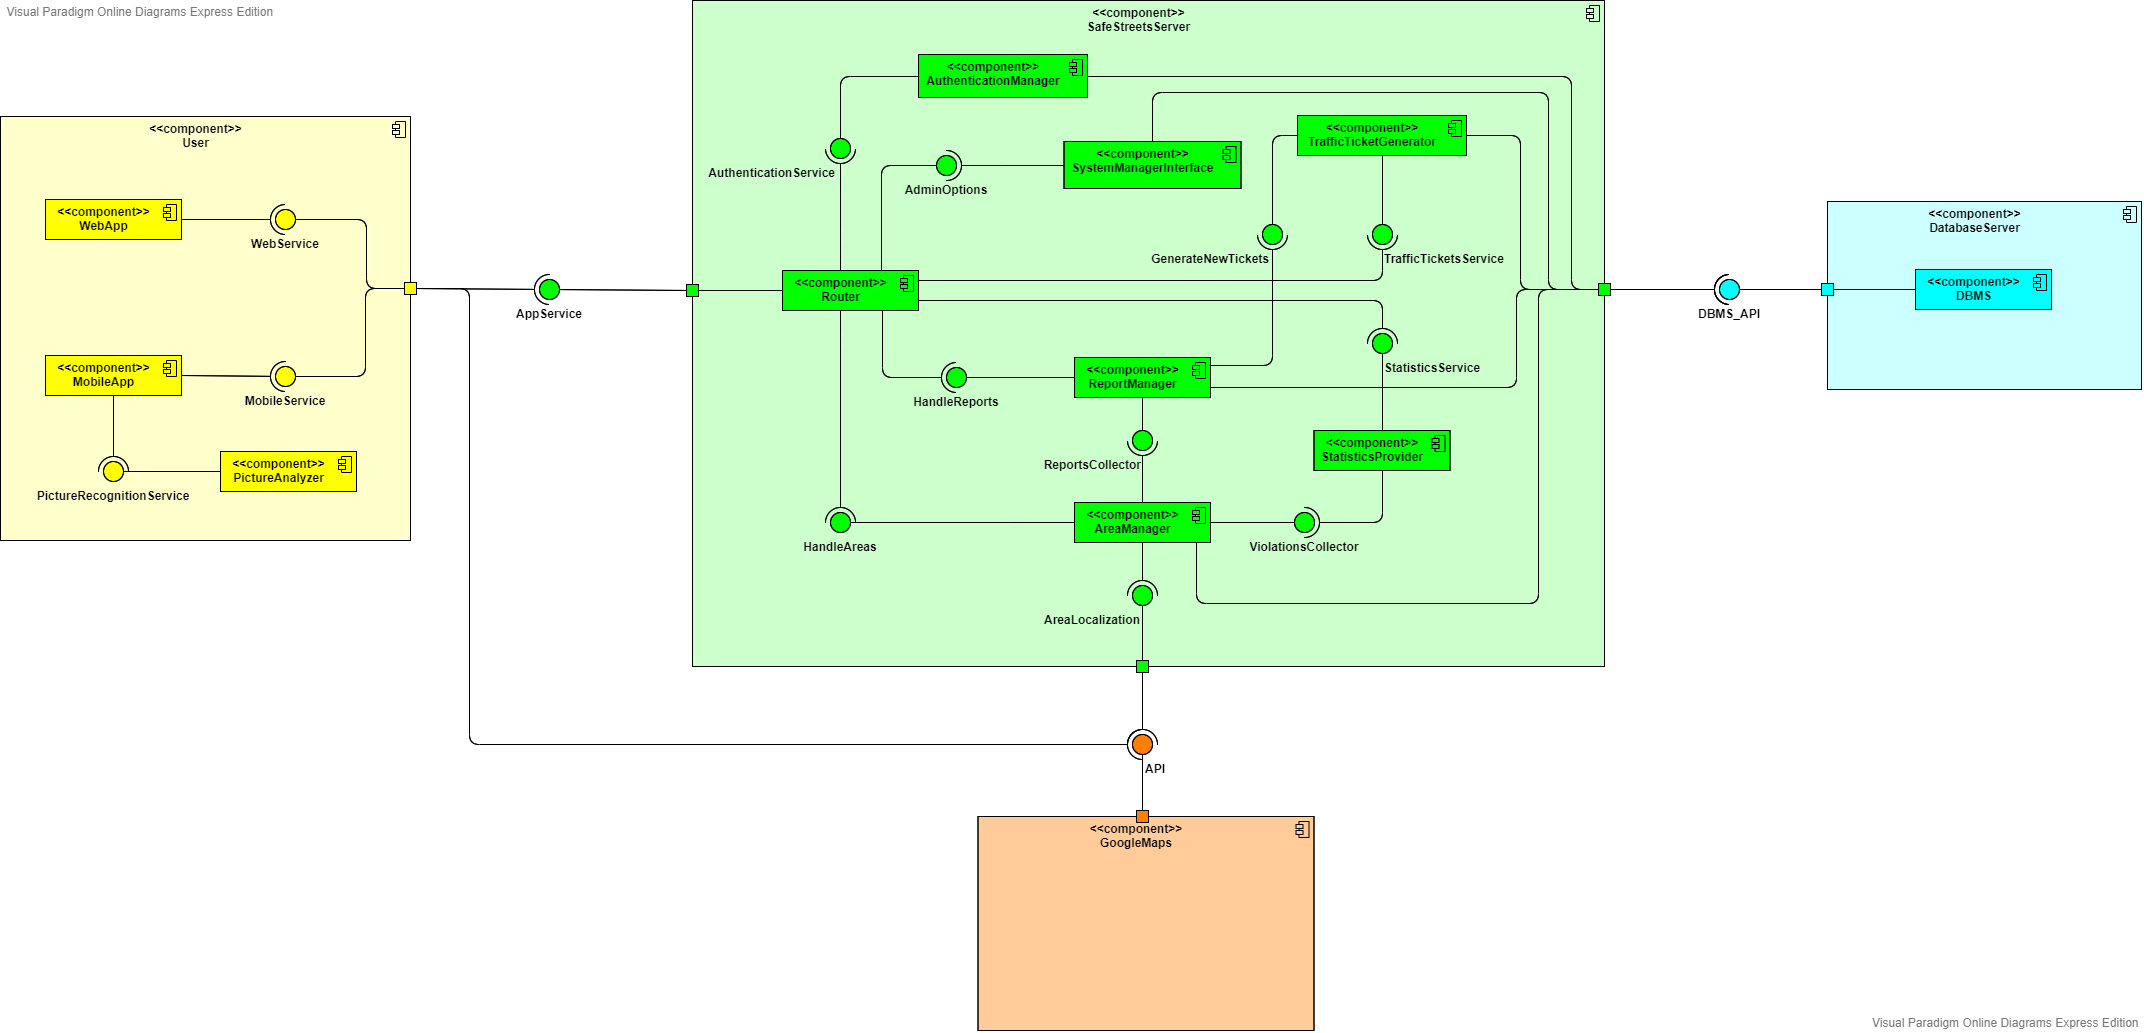 Visual Paradigm Online Diagrams Express Edition
<<component>>
SafeStreetsServer
<<component>>
AuthenticationManager
<<component>>
User
<<component>>
TrafficTicketGenerator
<<component>>
SystemManagerInterface
AuthenticationService
AdminOptions
<<component>>
WebApp
WebService
<<component>>
DatabaseServer
GenerateNewTickets
TrafficTicketsService
<<component>>
Router
<<component>>
DBMS
AppService
DBMS_API
<<component>>
MobileApp
MobileService
<<component>>
ReportManager
StatisticsService
HandleReports
<<component>>
StatisticsProvider
ReportsCollector
<<component>>
PictureAnalyzer
PictureRecognitionService
<<component>>
AreaManager
HandleAreas
ViolationsCollector
AreaLocalization
API
<<component>>
GoogleMaps
Visual Paradigm Online Diagrams Express Edition